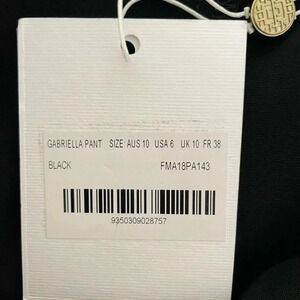 GABRIELLA PANT SIZE: AUS 10 USA 6 UK 10 FR 38
BLACK FMA18PA143
9350309028757